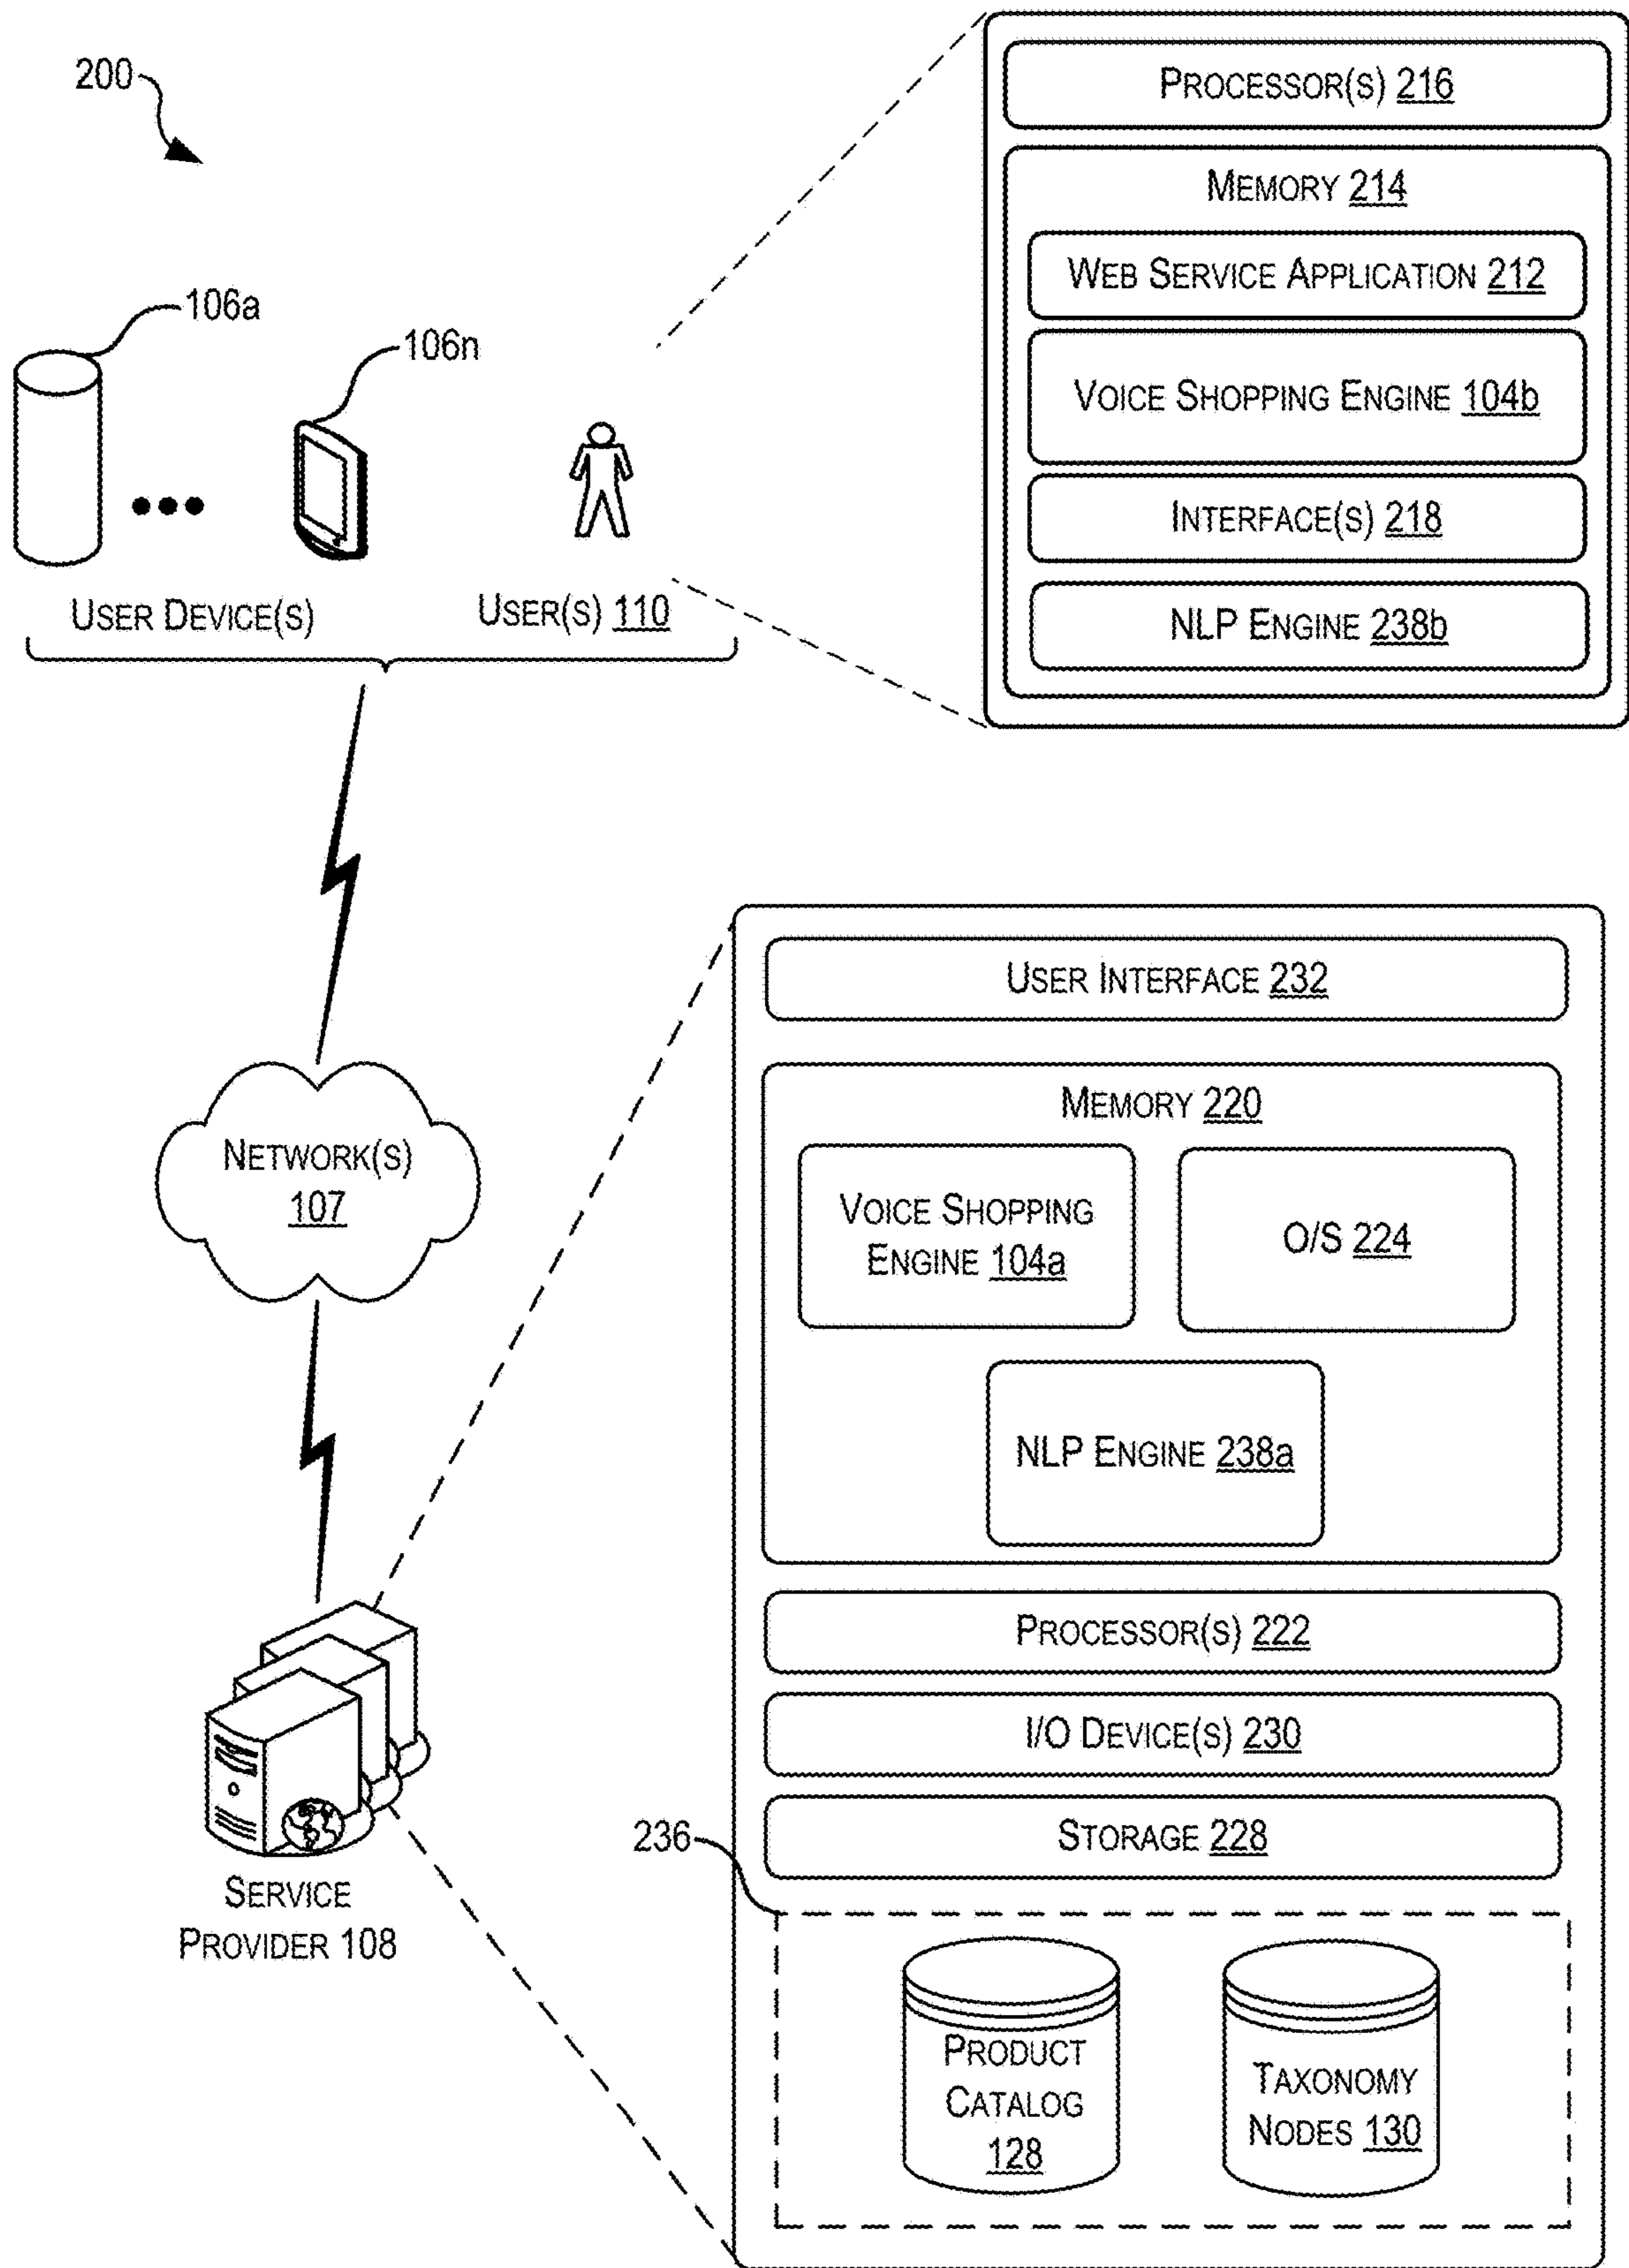 200
PROCESSOR(S) 216
MEMORY 214
WEB SERVICE APPLICATION 212
VOICE SHOPPING ENGINE 104b
INTERFACE(S) 218
NLP ENGINE 238b
106a
106n
USER DEVICE(S)
USER(S) 110
NETWORK(S)
107
SERVICE
PROVIDER 108
USER INTERFACE 232
MEMORY 220
VOICE SHOPPING
ENGINE 104a
O/S 224
NLP ENGINE 238a
PROCESSOR(S) 222
I/O DEVICE(S) 230
STORAGE 228
236
PRODUCT
CATALOG
128
TAXONOMY
NODES 130